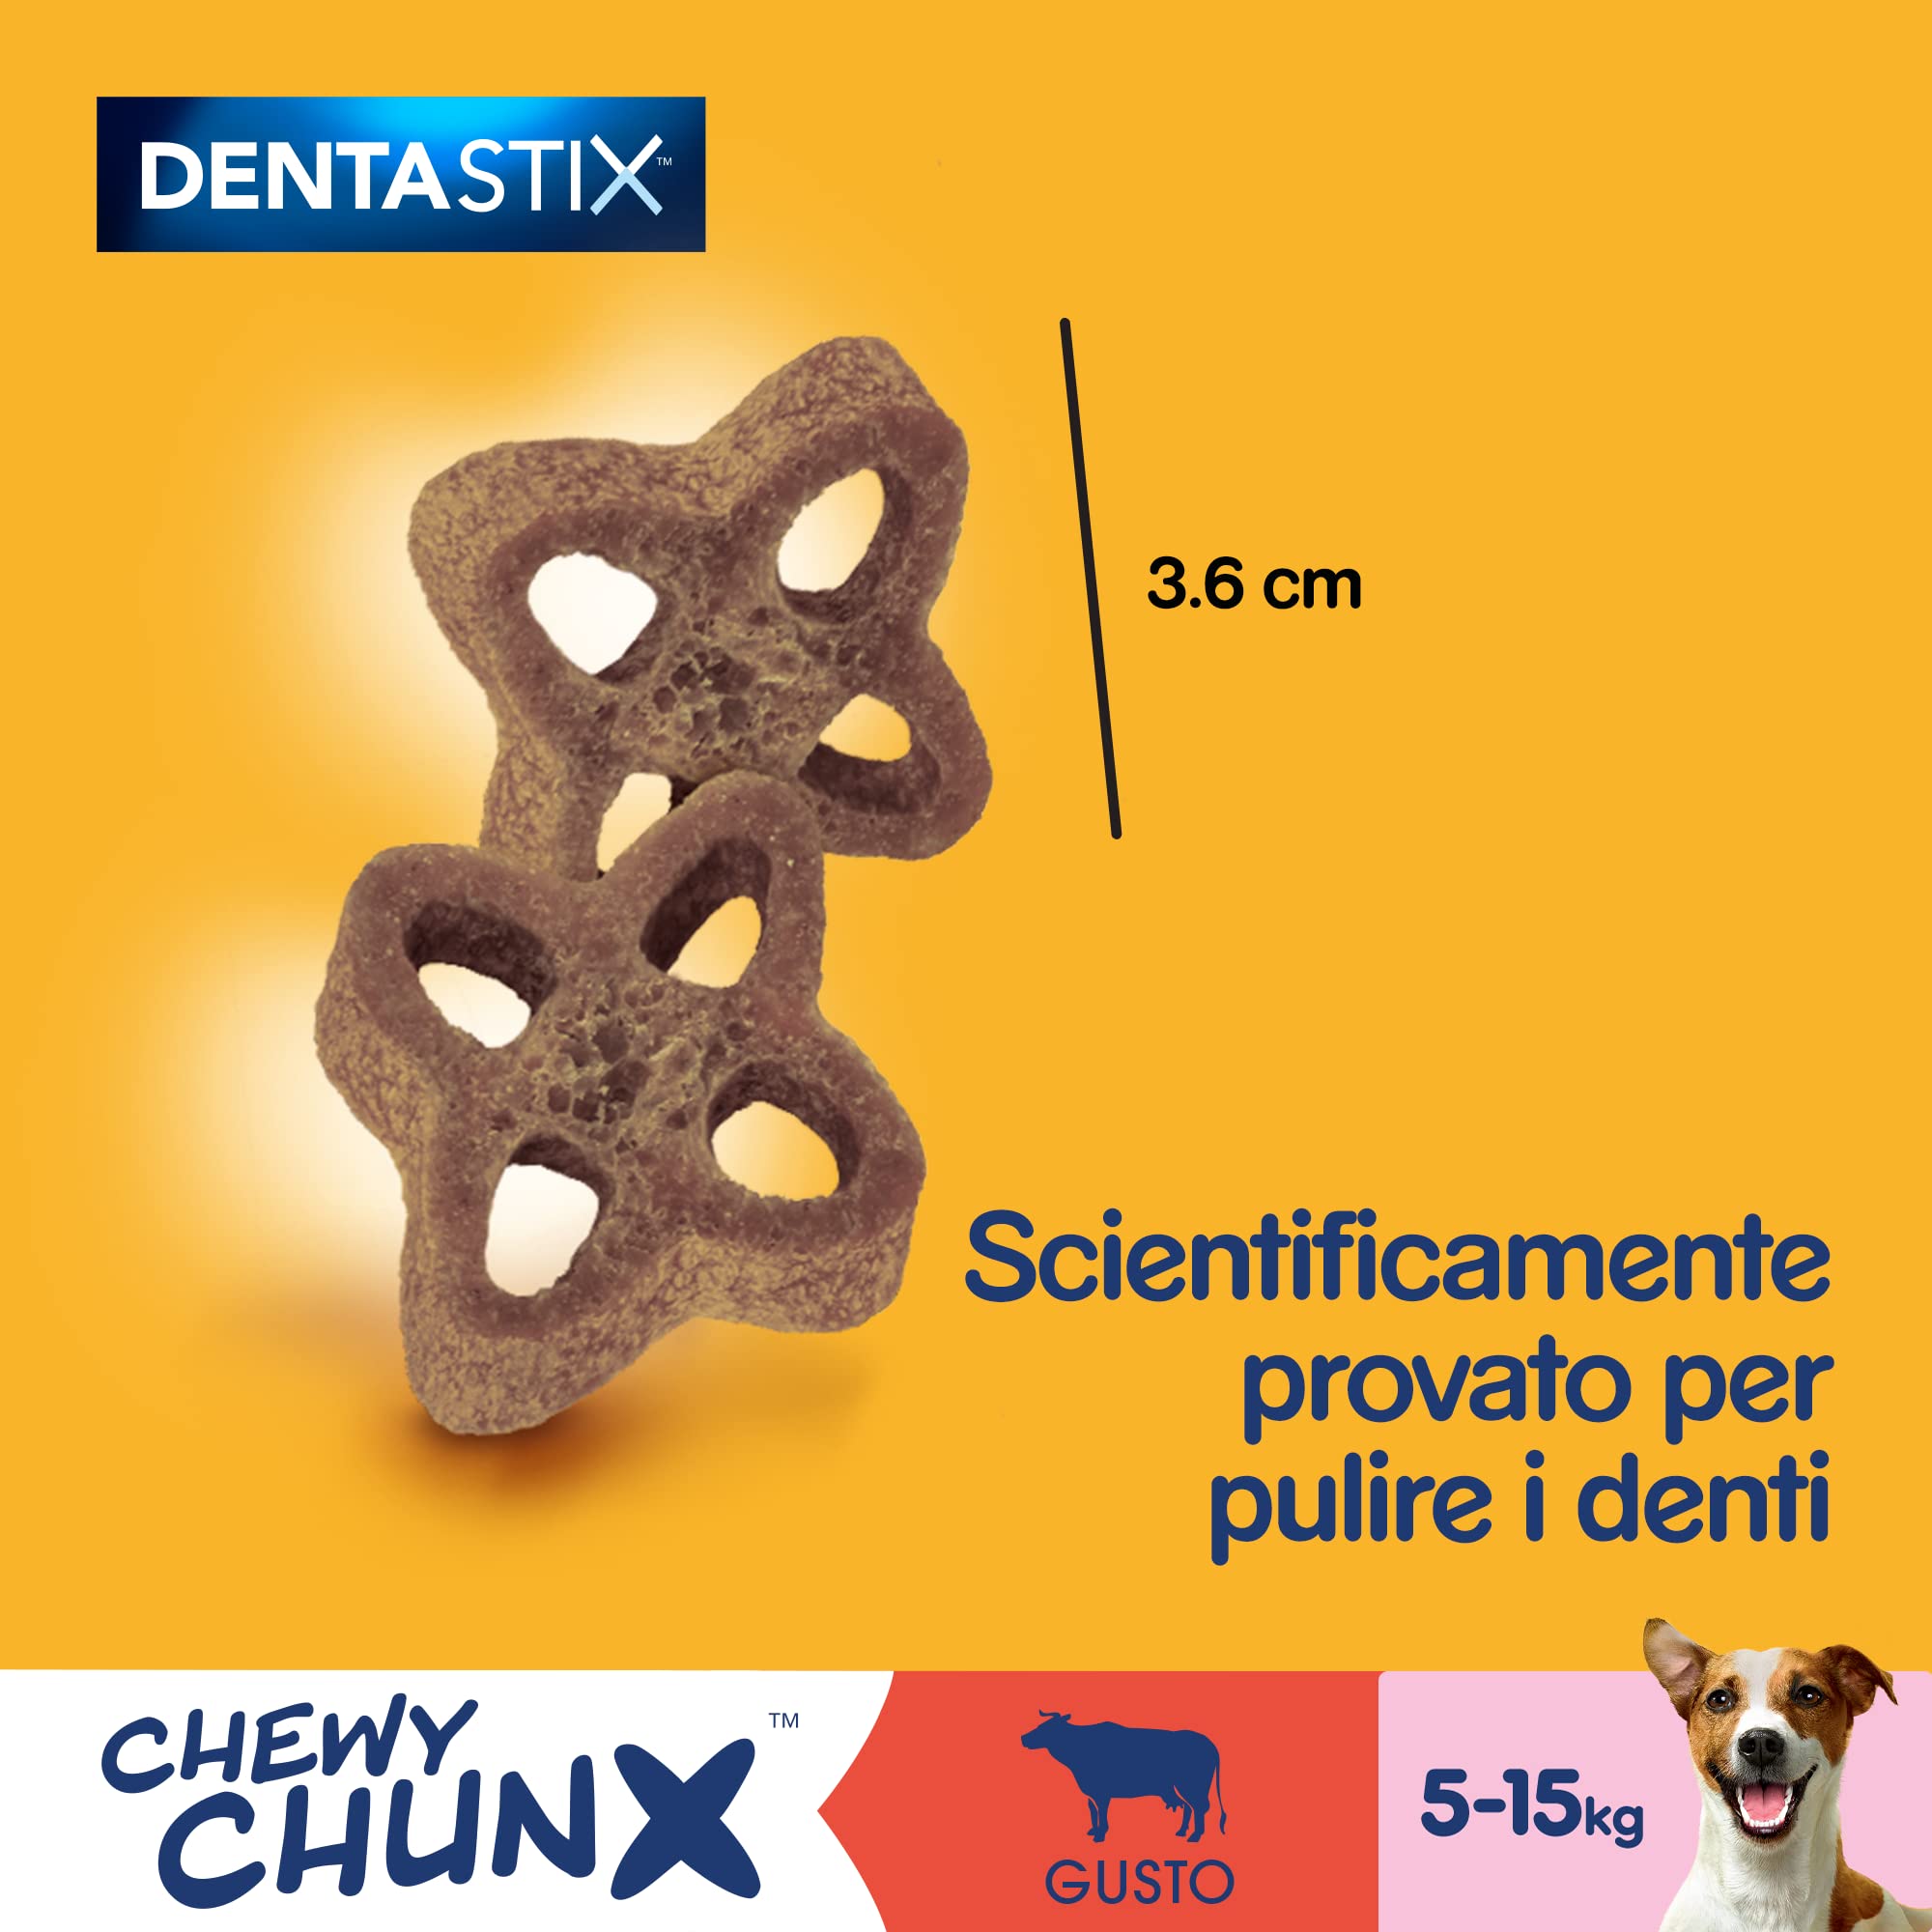 DENTASTIX™
3.6 cm
Scientificamente
provato per
pulire i denti
CHEWY
CHUNX™
GUSTO
5-15kg